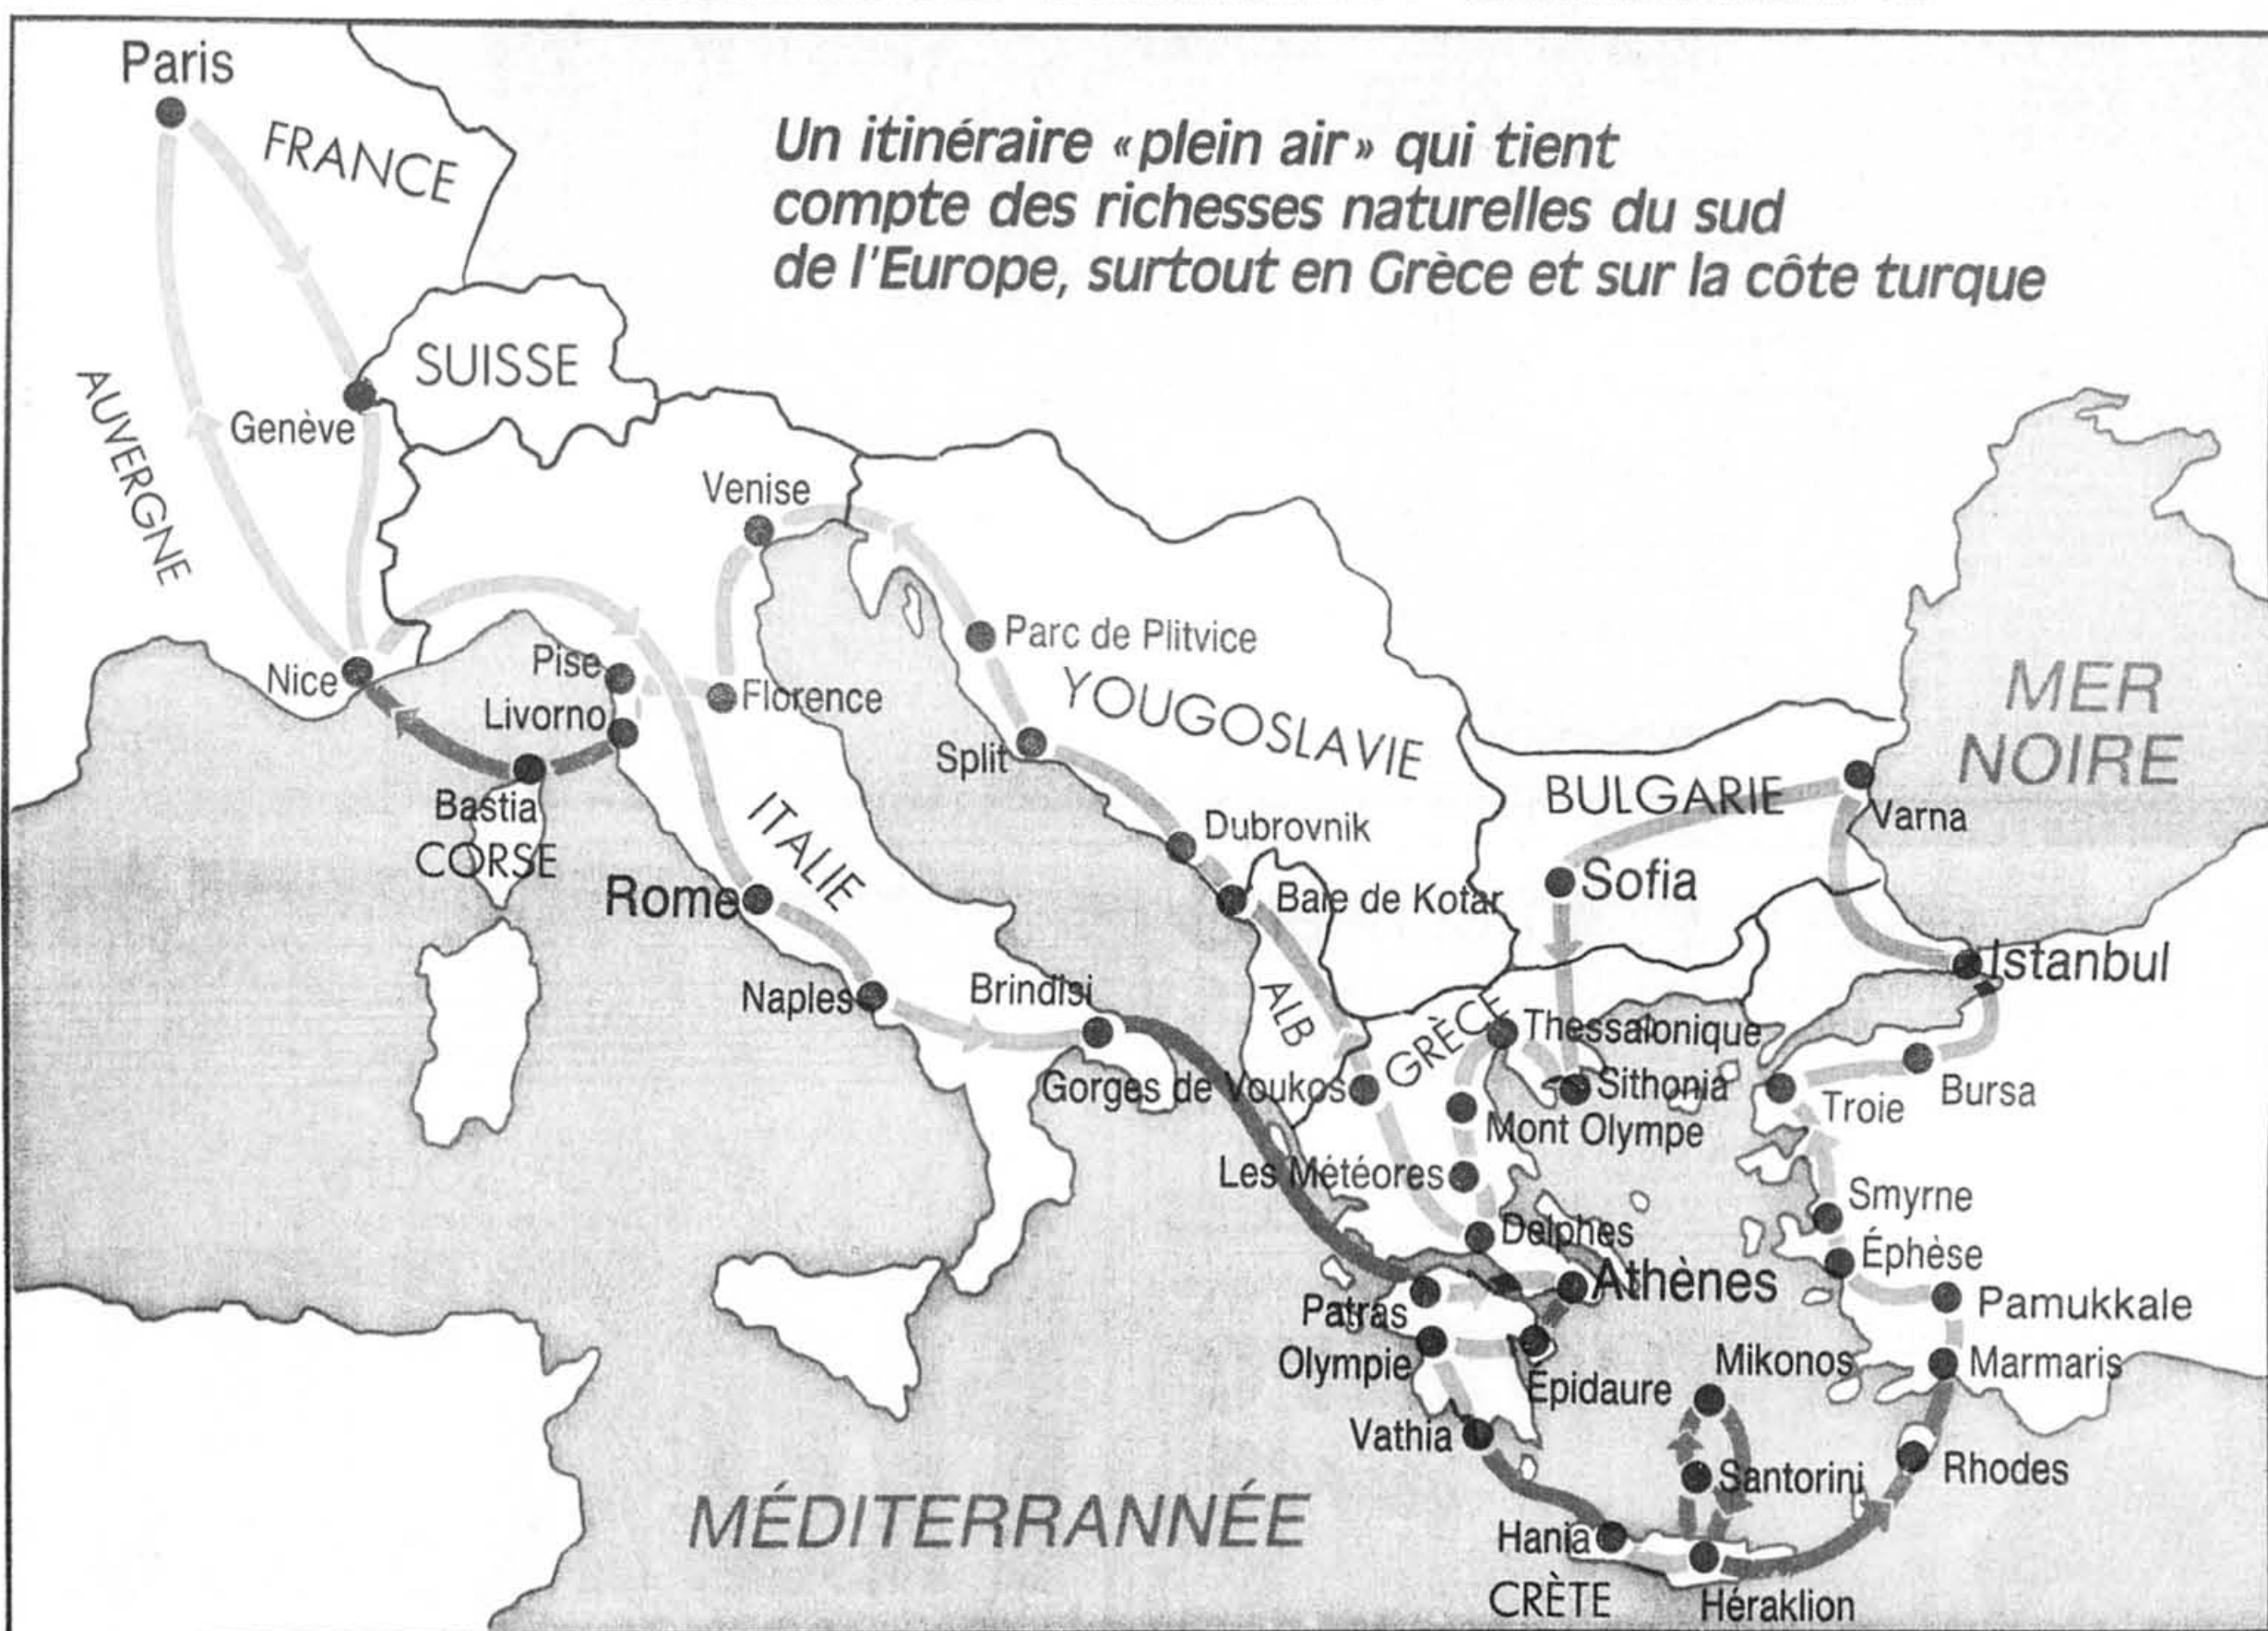 Paris
FRANCE
Un itinéraire «plein air» qui tient
compte des richesses naturelles du sud
de l'Europe, surtout en Grèce et sur la côte turque
SUISSE
AUVERGNE
Genève
Venise
Parc de Plitvice
YOUGOSLAVIE
MER
NOIRE
Nice
Pise
Livorno
Florence
Split
Bastia
CORSE
ITALIE
BULGARIE
Varna
Dubrovnik
Rome
Baie de Kotar
Sofia
Istanbul
Naples
Brindisi
ALB
GRÈCE
Thessalonique
Gorges de Voukos
Sithonia
Troie
Bursa
Mont Olympe
Les Météores
Smyrne
Delphes
Éphèse
Athènes
Patras
Pamukkale
Olympie
Épidaure
Mikonos
Marmaris
Vathia
Santorini
Rhodes
MÉDITERRANNÉE
Hania
CRÈTE
Héraklion